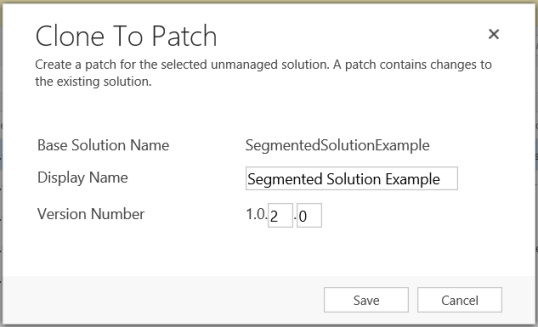 Clone To Patch
Create a patch for the selected unmanaged solution. A patch contains changes to
the existing solution.
Base Solution Name SegmentedSolutionExample
Display Name Segmented Solution Example
Version Number 1.0.2.0
Save Cancel